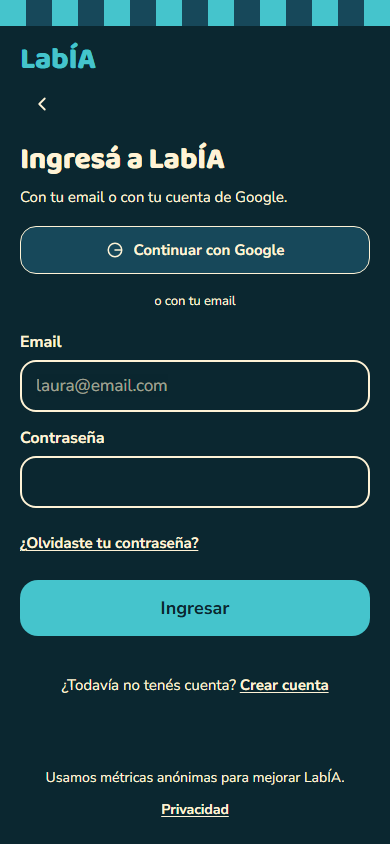 LabÍA
Ingresá a LabÍA
Con tu email o con tu cuenta de Google.
Continuar con Google
o con tu email
Email
laura@email.com
Contraseña
¿Olvidaste tu contraseña?
Ingresar
¿Todavía no tenés cuenta? Crear cuenta
Usamos métricas anónimas para mejorar LabÍA.
Privacidad